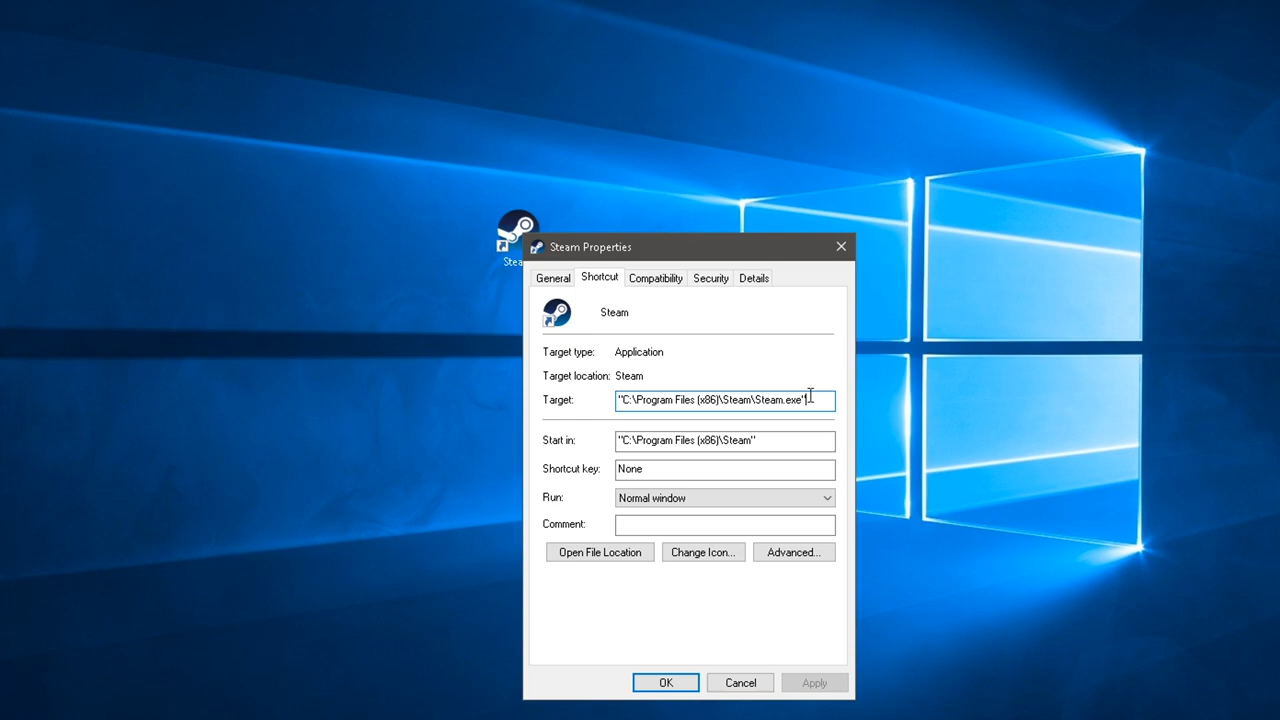 Stea
Steam Properties
General Shortcut Compatibility Security Details
Steam
Target type: Application
Target location: Steam
Target: "C:\Program Files (x86)\Steam\Steam.exe"
Start in: "C:\Program Files (x86)\Steam"
Shortcut key: None
Run: Normal window
Comment:
Open File Location Change Icon... Advanced...
OK Cancel Apply